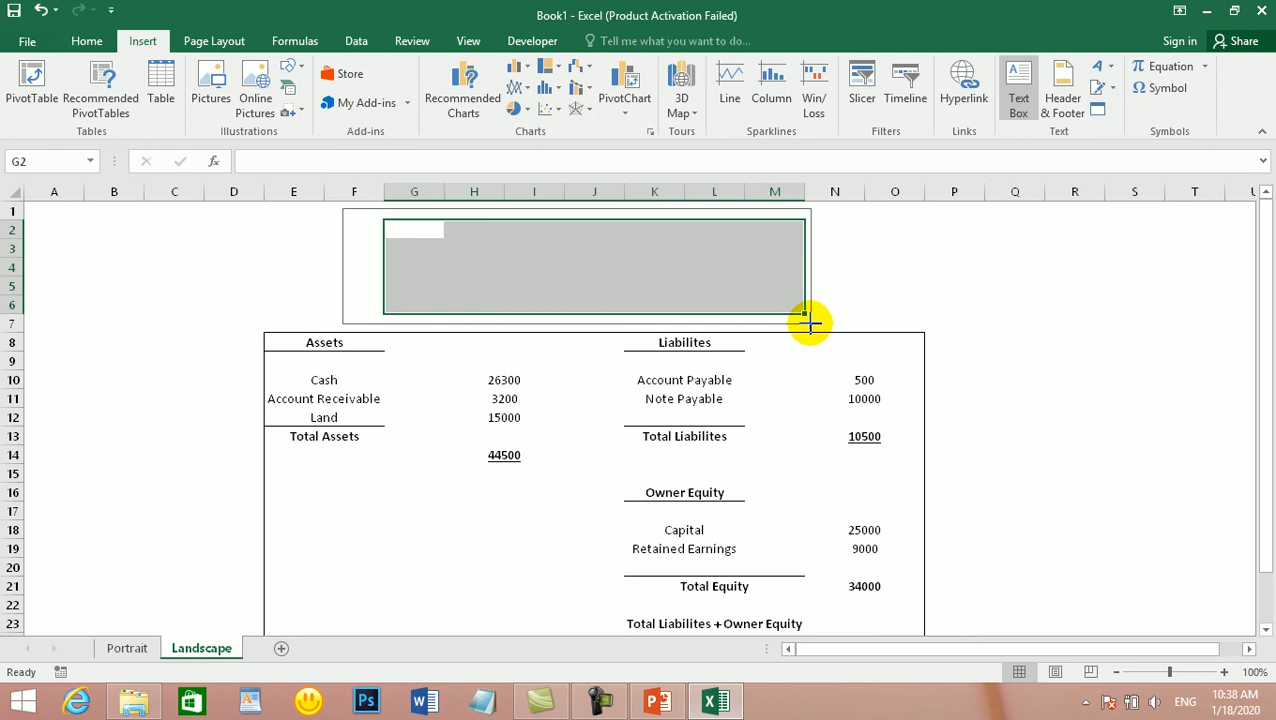 Book1 - Excel (Product Activation Failed)
File Home Insert Page Layout Formulas Data Review View Developer Tell me what you want to do... Sign in Share
PivotTable Recommended PivotTables Table
Tables
Pictures Online Pictures
Illustrations
Store
My Add-ins
Add-ins
Recommended Charts
PivotChart
Charts
3D Map
Tours
Line Column Win/ Loss
Sparklines
Slicer Timeline
Filters
Hyperlink
Links
Text Box Header & Footer
Text
Equation
Symbol
Symbols
G2 fx
A B C D E F G H I J K L M N O P Q R S T U
1
2
3
4
5
6
7
8 Assets Liabilites
9
10 Cash 26300 Account Payable 500
11 Account Receivable 3200 Note Payable 10000
12 Land 15000
13 Total Assets Total Liabilites 10500
14 44500
15
16 Owner Equity
17
18 Capital 25000
19 Retained Earnings 9000
20
21 Total Equity 34000
22
23 Total Liabilites +Owner Equity
Portrait Landscape
Ready 100%
ENG 10:38 AM
1/18/2020